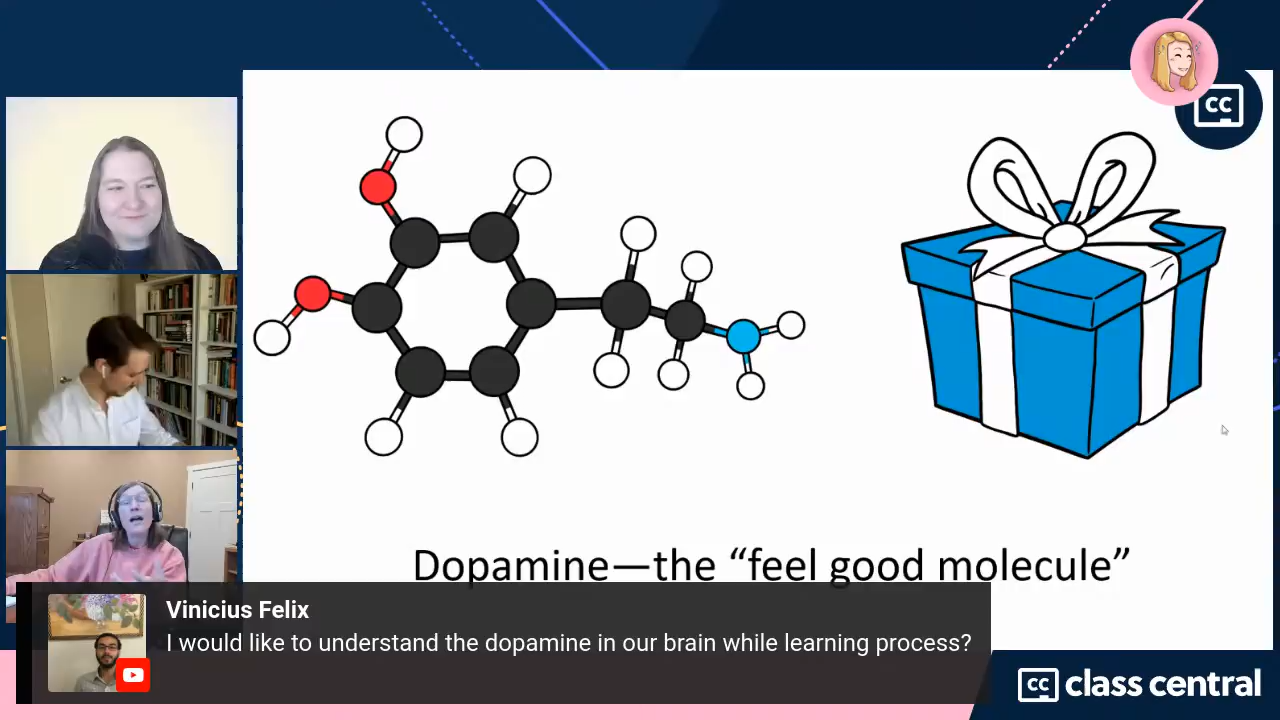 cc
Dopamine—the “feel good molecule”
Vinicius Felix
I would like to understand the dopamine in our brain while learning process?
cc class central